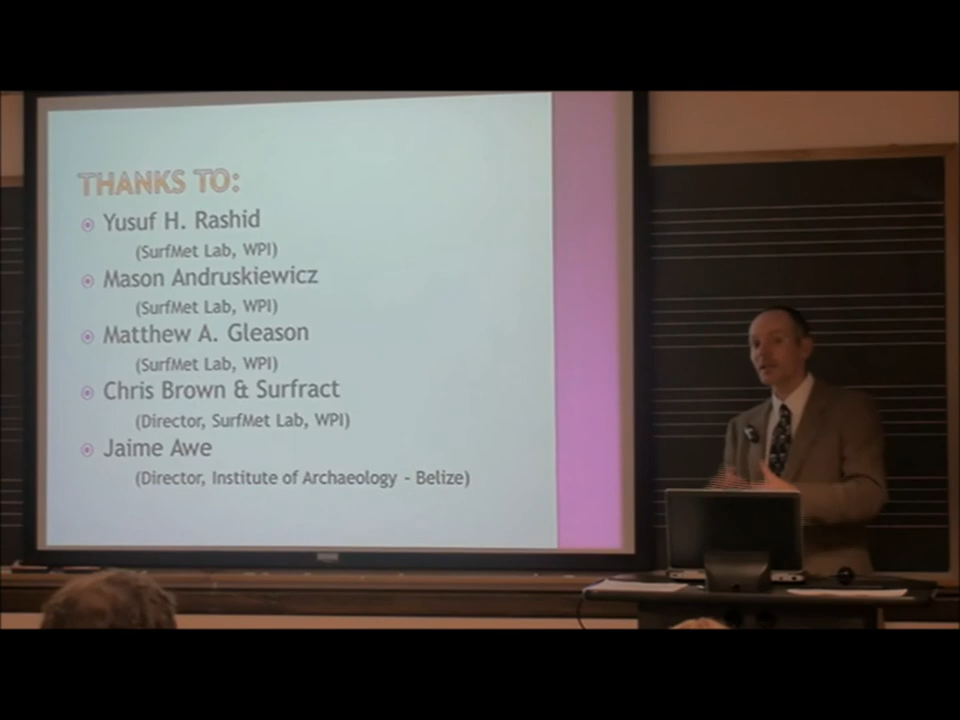 THANKS TO:
Yusuf H. Rashid
(SurfMet Lab, WPI)
Mason Andruskiewicz
(SurfMet Lab, WPI)
Matthew A. Gleason
(SurfMet Lab, WPI)
Chris Brown & Surfract
(Director, SurfMet Lab, WPI)
Jaime Awe
(Director, Institute of Archaeology - Belize)